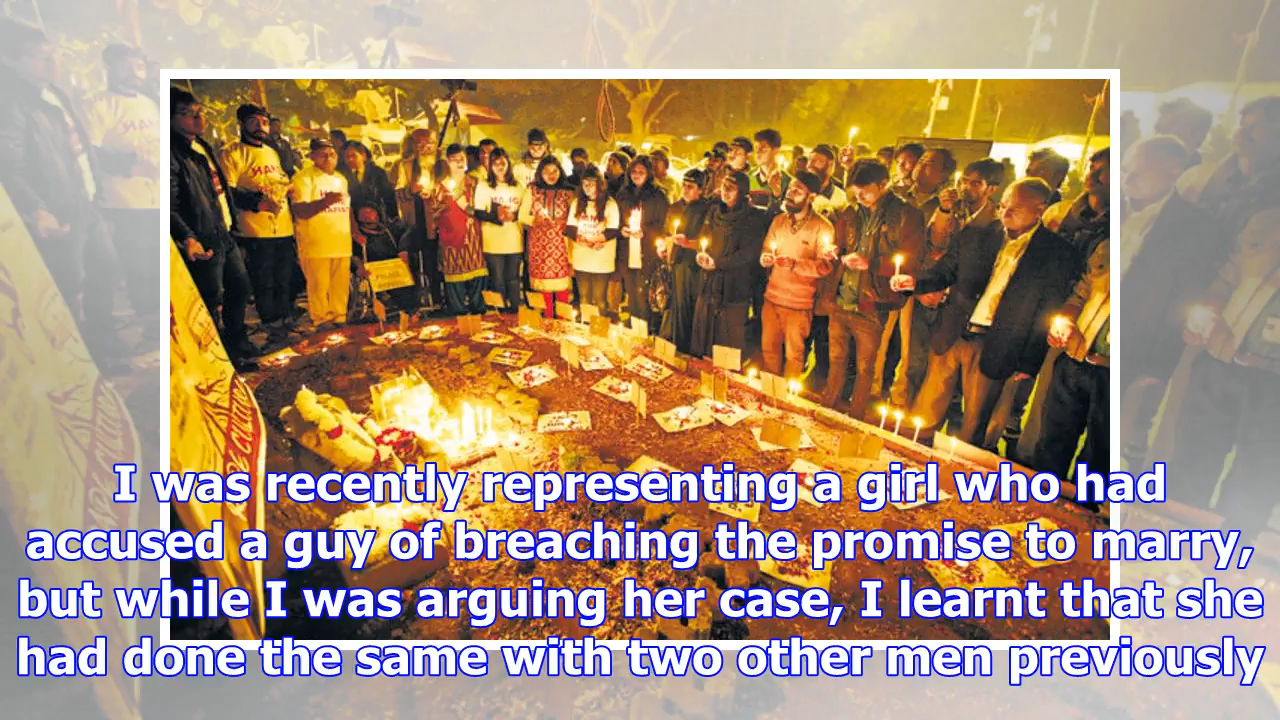 I was recently representing a girl who had
accused a guy of breaching the promise to marry,
but while I was arguing her case, I learnt that she
had done the same with two other men previously